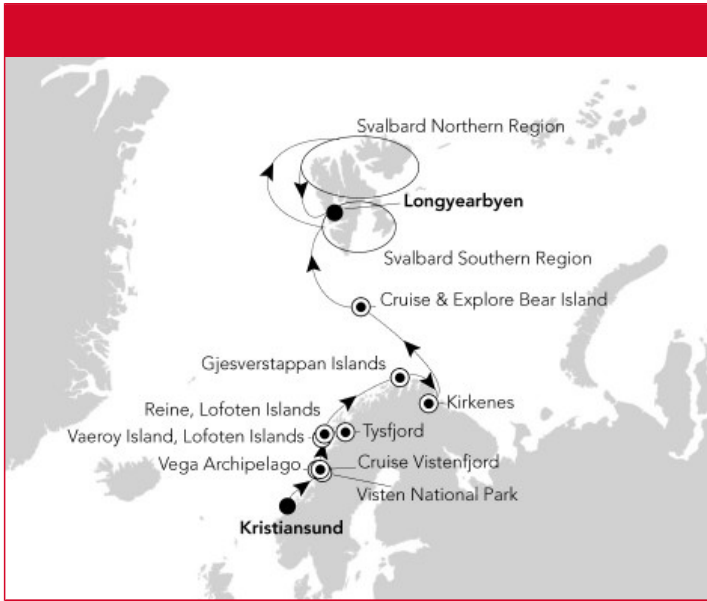 Svalbard Northern Region
Longyearbyen
Svalbard Southern Region
Cruise & Explore Bear Island
Gjesverstappan Islands
Kirkenes
Reine, Lofoten Islands
Vaeroy Island, Lofoten Islands
Tysfjord
Vega Archipelago
Cruise Vistenfjord
Visten National Park
Kristiansund